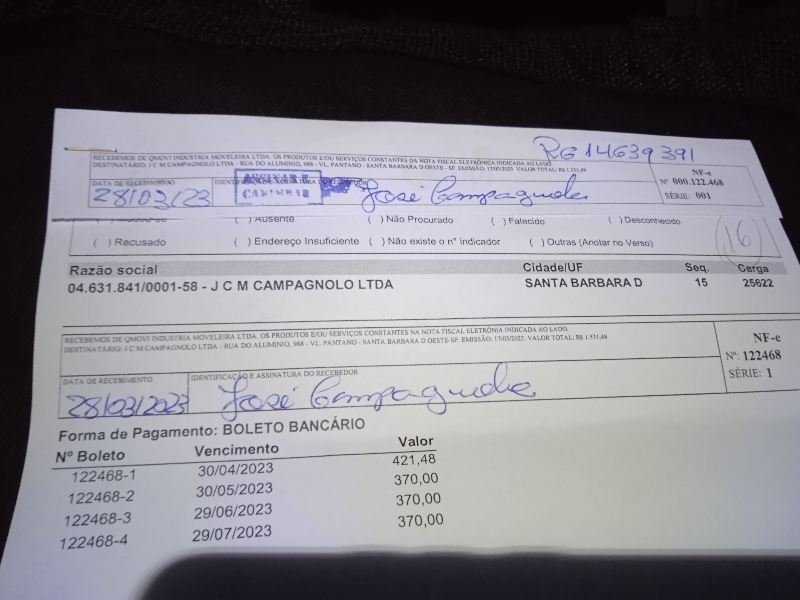 RG 14639391
RECEBEMOS DE QMOVI INDUSTRIA MOVELEIRA LTDA. OS PRODUTOS E/OU SERVIÇOS CONSTANTES DA NOTA FISCAL ELETRÔNICA INDICADA AO LADO.
DESTINATÁRIO: J C M CAMPAGNOLO LTDA - RUA DO ALUMINIO, 988 - VL. PANTANO - SANTA BARBARA D OESTE-SP. EMISSÃO: 17/03/2023. VALOR TOTAL: R$ 1.531,48
NF-e
Nº 000.122.468
SÉRIE: 001
DATA DE RECEBIMENTO
28/03/23
José Campagnolo
( ) Ausente ( ) Não Procurado ( ) Falecido ( ) Desconhecido
( ) Recusado ( ) Endereço Insuficiente ( ) Não existe o nº Indicador ( ) Outras (Anotar no Verso)
16
Razão social Cidade/UF Seq. Carga
04.631.841/0001-58 - J C M CAMPAGNOLO LTDA SANTA BARBARA D 15 25622
RECEBEMOS DE QMOVI INDUSTRIA MOVELEIRA LTDA. OS PRODUTOS E/OU SERVIÇOS CONSTANTES NA NOTA FISCAL ELETRÔNIA INDICADA AO LADO.
DESTINATÁRIO: J C M CAMPAGNOLO LTDA - RUA DO ALUMINIO, 988 - VL. PANTANO - SANTA BARBARA D OESTE-SP. EMISSÃO: 17/03/2023. VALOR TOTAL: R$ 1.531,48
NF-e
Nº: 122468
SÉRIE: 1
DATA DE RECEBIMENTO IDENTIFICAÇÃO E ASSINATURA DO RECEBEDOR
28/03/2023 José Campagnolo
Forma de Pagamento: BOLETO BANCÁRIO
Nº Boleto Vencimento Valor
122468-1 30/04/2023 421,48
122468-2 30/05/2023 370,00
122468-3 29/06/2023 370,00
122468-4 29/07/2023 370,00